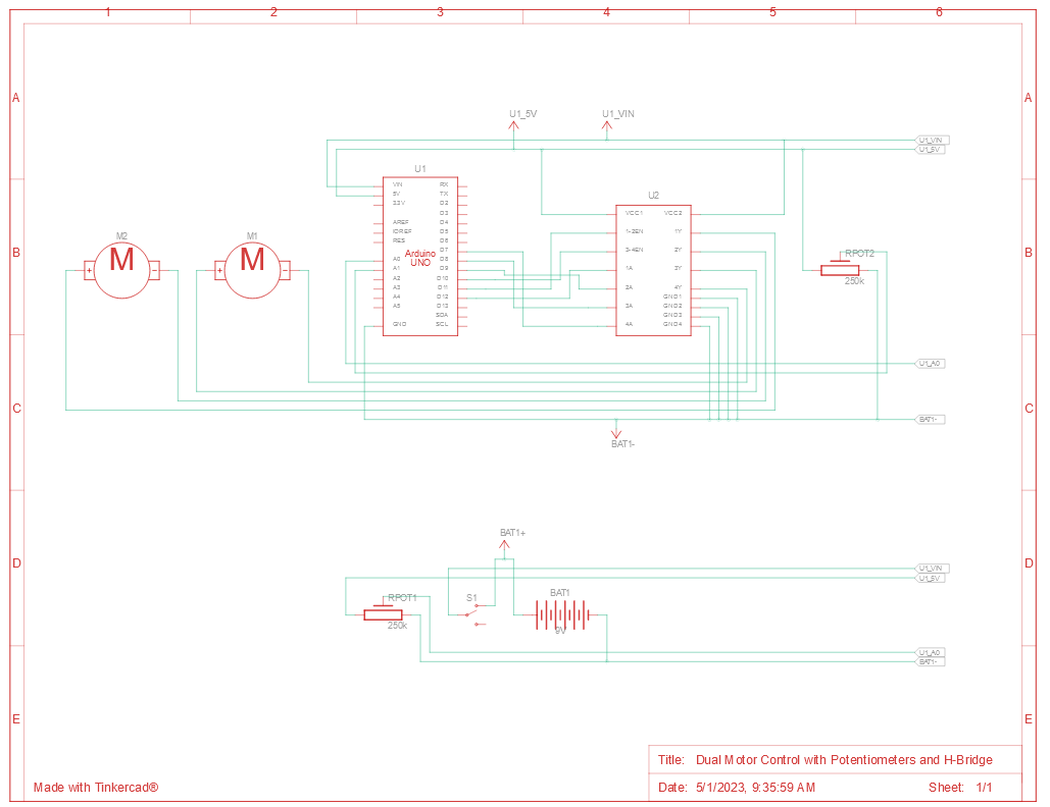 1 2 3 4 5 6
A A
U1_5V U1_VIN
U1_VIN
U1_5V
U1
VIN RX
5V TX
3.3V D2
D3
AREF D4
IOREF D5
RES D6
D7
A0 D8
A1 D9
A2 D10
A3 D11
A4 D12
A5 D13
SDA
GND SCL
Arduino
UNO
U2
VCC1 VCC2
1-2EN 1Y
3-4EN 2Y
1A 3Y
2A 4Y
GND1
3A GND2
GND3
4A GND4
B B
M2 M1
M M
+ - + -
RPOT2
250k
U1_A0
C C
BAT1-
BAT1-
BAT1+
D D
U1_VIN
U1_5V
RPOT1
250k
S1
BAT1
9V
U1_A0
BAT1-
E E
Title: Dual Motor Control with Potentiometers and H-Bridge
Made with Tinkercad®
Date: 5/1/2023, 9:35:59 AM Sheet: 1/1